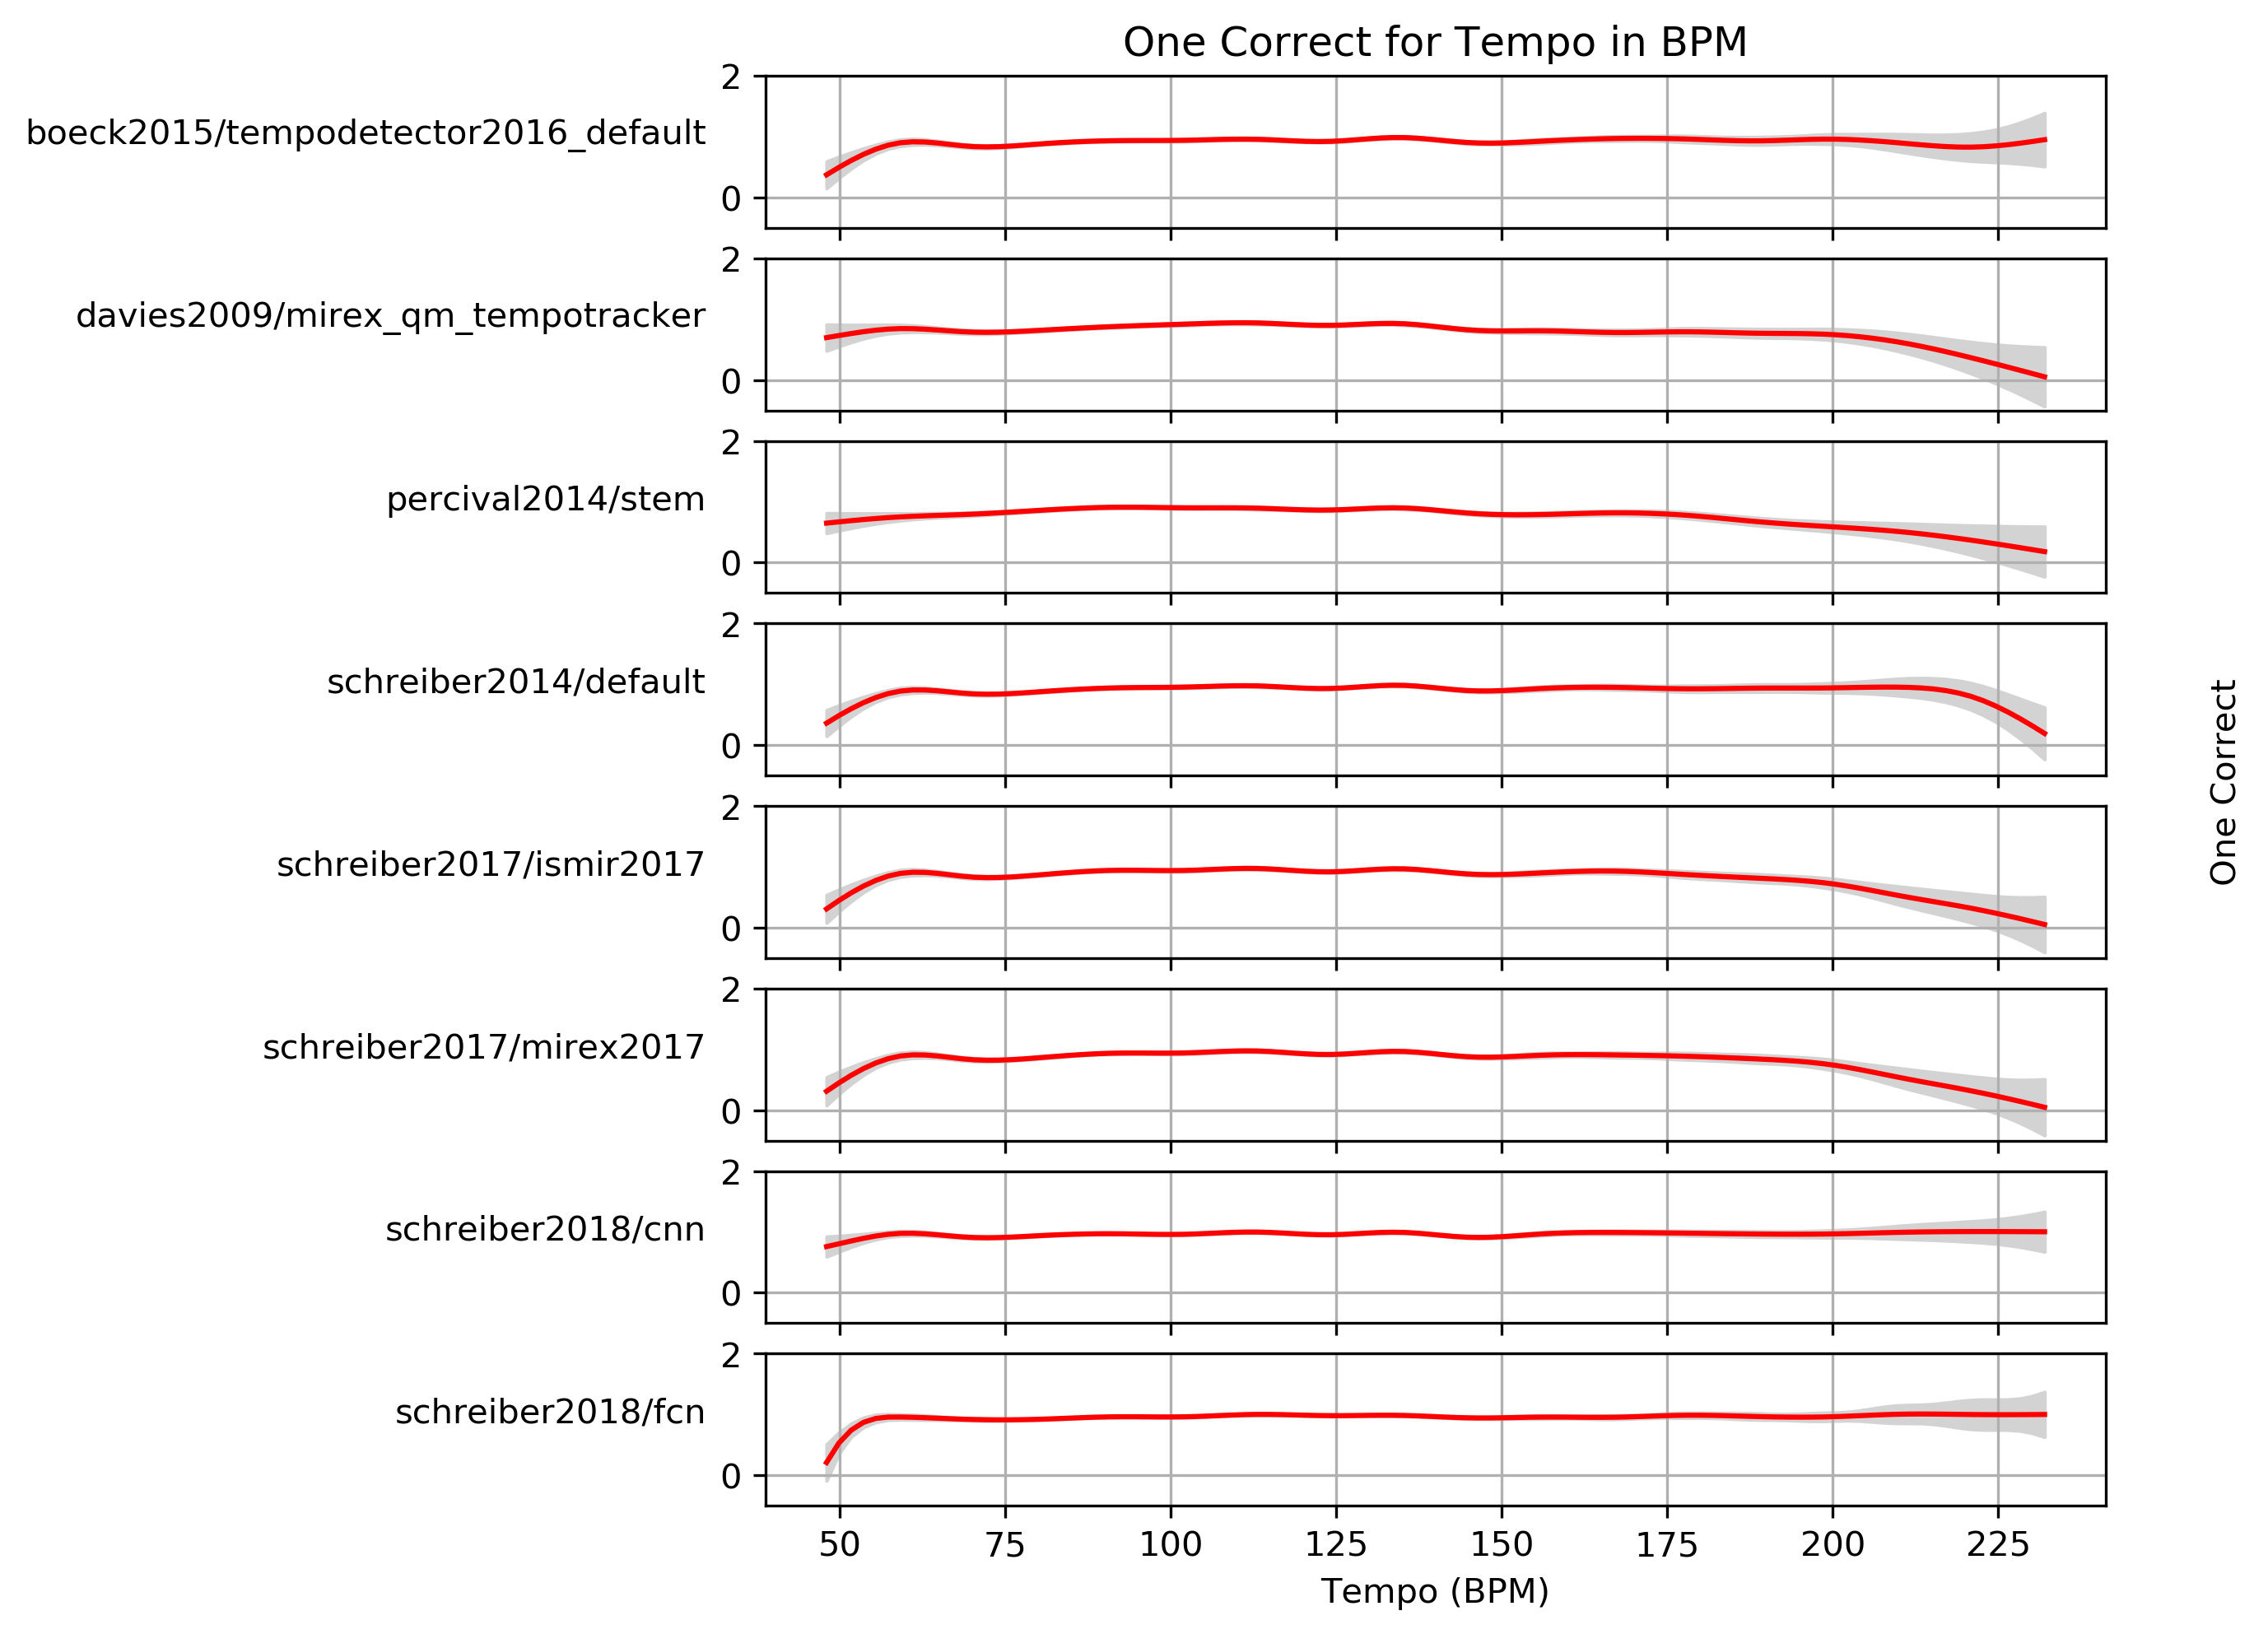 One Correct for Tempo in BPM
2
boeck2015/tempodetector2016_default
0
2
davies2009/mirex_qm_tempotracker
0
2
percival2014/stem
0
2
schreiber2014/default
0
One Correct
2
schreiber2017/ismir2017
0
2
schreiber2017/mirex2017
0
2
schreiber2018/cnn
0
2
schreiber2018/fcn
0
50 75 100 125 150 175 200 225
Tempo (BPM)